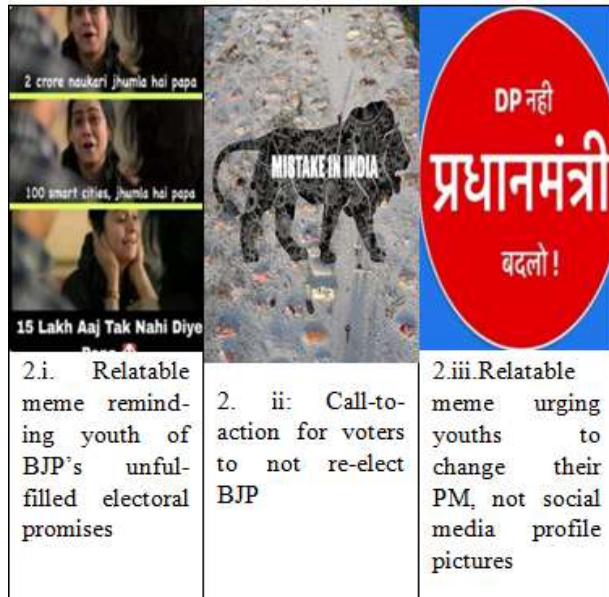 2 crore naukari jhumla hai papa
100 smart cities, jhumla hai papa
15 Lakh Aaj Tak Nahi Diye
MISTAKE IN INDIA
DP नही
प्रधानमंत्री
बदलो !
2.i. Relatable
meme remind-
ing youth of
BJP's unful-
filled electoral
promises
2. ii: Call-to-
action for voters
to not re-elect
BJP
2.iii.Relatable
meme urging
youths to
change their
PM, not social
media profile
pictures